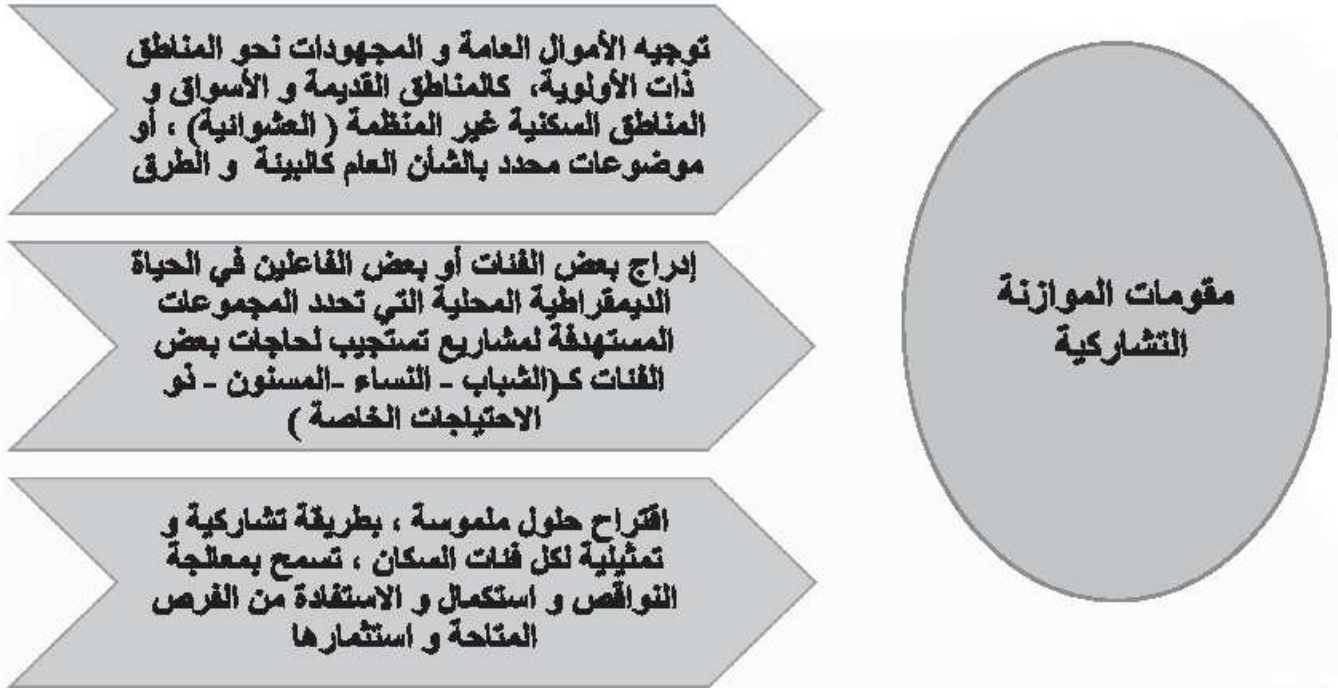 مقومات الموازنة
التشاركية
توجيه الأموال العامة و المجهودات نحو المناطق
ذات الأولوية، كالمناطق القديمة و الأسواق و
المناطق السكنية غير المنظمة ( العشوائية) ، أو
موضوعات محدد بالشأن العام كالبيئة و الطرق
إدراج بعض الفئات أو بعض الفاعلين في الحياة
الديمقراطية المحلية التي تحدد المجموعات
المستهدفة لمشاريع تستجيب لحاجات بعض
الفئات كـ(الشباب - النساء -المسنون - ذو
الاحتياجات الخاصة )
اقتراح حلول ملموسة ، بطريقة تشاركية و
تمثيلية لكل فئات السكان ، تسمح بمعالجة
النواقص و استكمال و الاستفادة من الفرص
المتاحة و استثمارها